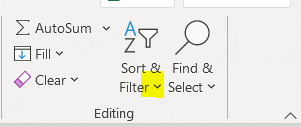 AutoSum
Fill
Clear
A
Z
Sort &
Filter
Find &
Select
Editing